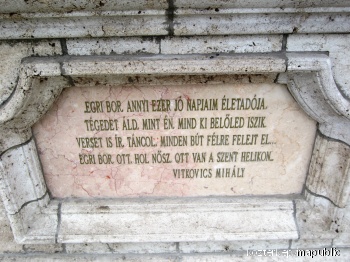 EGRI BOR. ANNYI EZER JÓ NAPJAIM ÉLETADÓJA.
TÉGEDET ÁLD. MINT ÉN. MIND KI BELŐLED ISZIK.
VERSET IS ÍR. TÁNCOL. MINDEN BÚT FÉLRE FELEJT EL...
EGRI BOR. OTT. HOL NŐSZ. OTT VAN A SZENT HELIKON.
VITKOVICS MIHÁLY